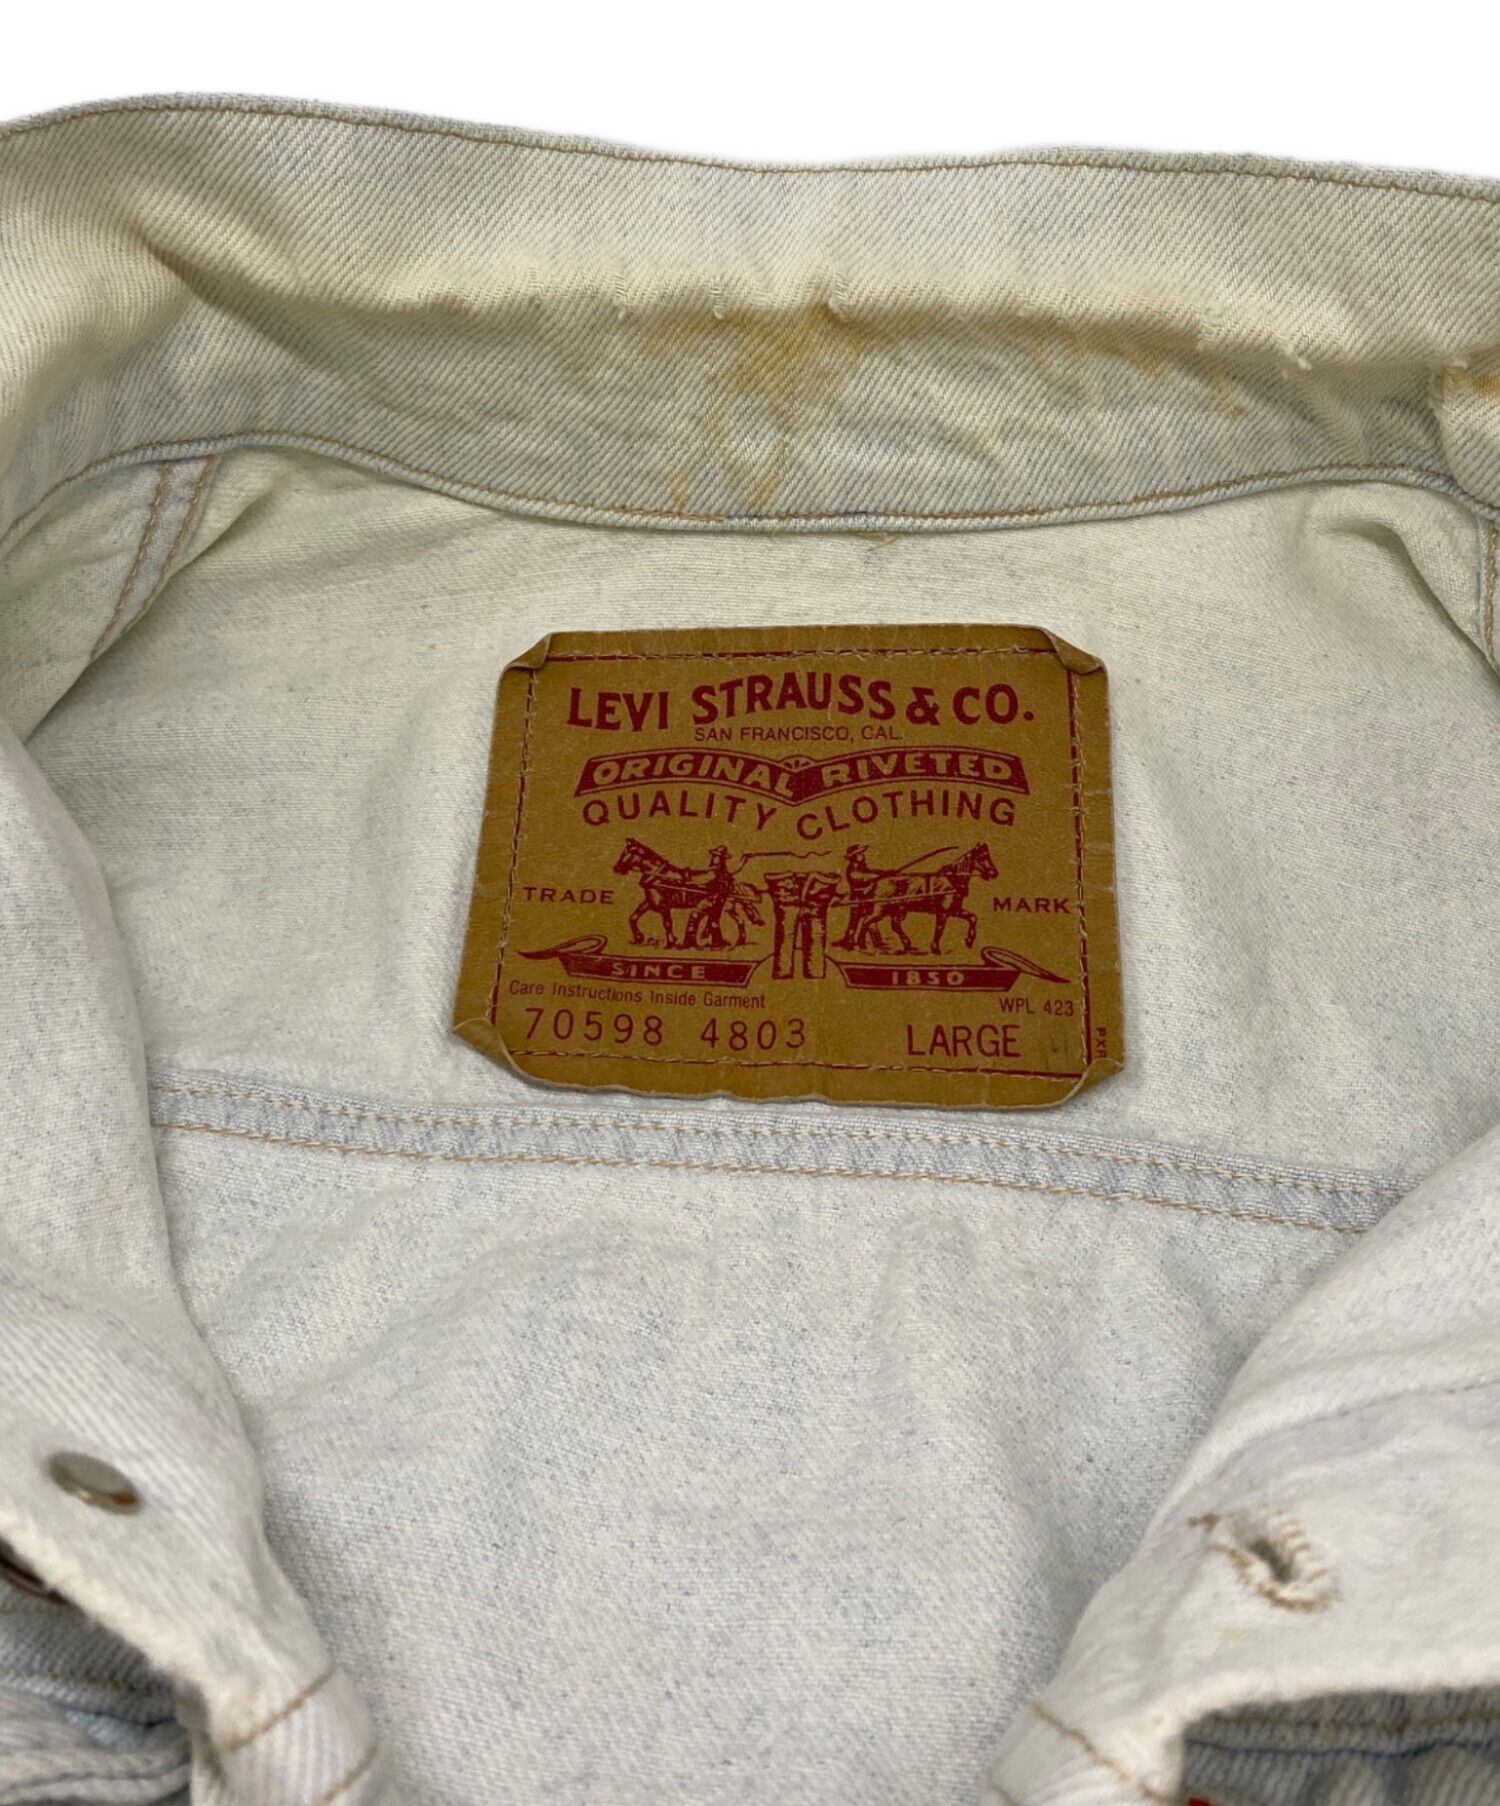 LEVI STRAUSS & CO.
SAN FRANCISCO, CAL.
ORIGINAL RIVETED
QUALITY CLOTHING
TRADE MARK
SINCE 1850
Care Instructions Inside Garment WPL 423
70598 4803 LARGE
PXR